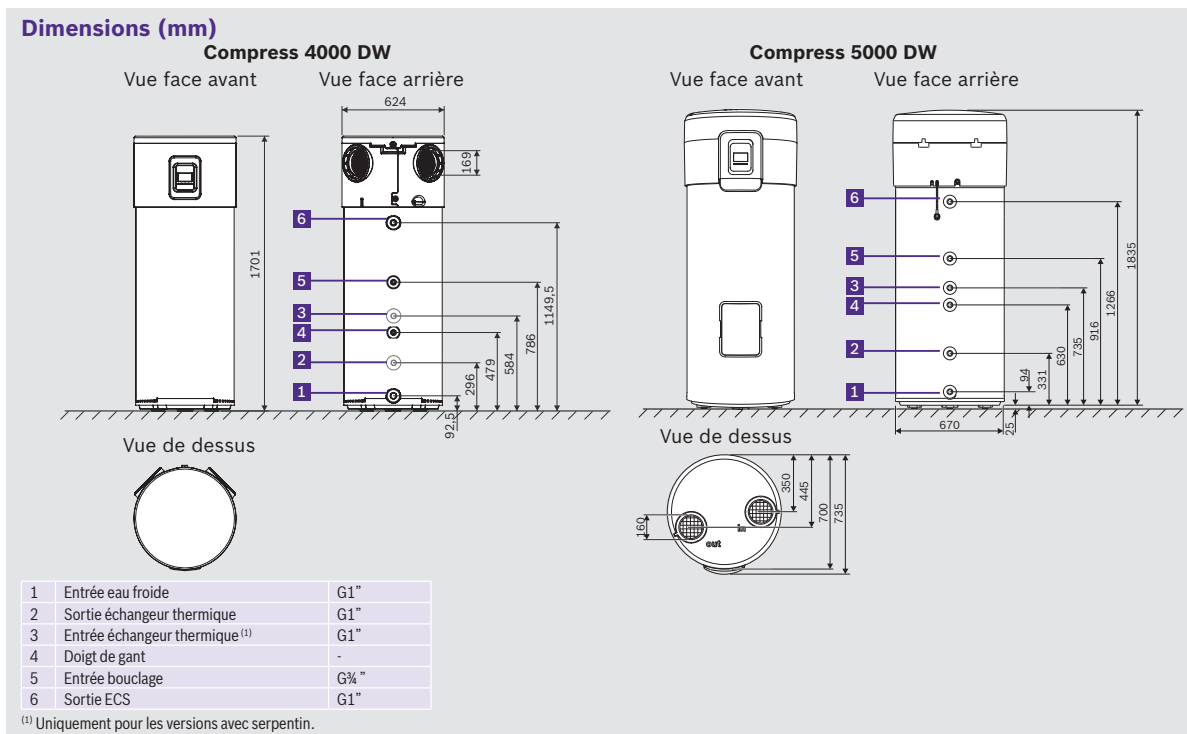 Dimensions (mm)
Compress 4000 DW
Vue face avant
Vue face arrière
624
169
1701
6
5
3
4
2
1
1149,5
786
584
479
296
92,5
Vue de dessus
Compress 5000 DW
Vue face avant
Vue face arrière
6
5
3
4
2
1
1835
1266
916
735
630
331
94
670
25
Vue de dessus
350
445
700
735
160
in
out
1 Entrée eau froide G1”
2 Sortie échangeur thermique G1”
3 Entrée échangeur thermique (1) G1”
4 Doigt de gant -
5 Entrée bouclage G¾ ”
6 Sortie ECS G1”
(1) Uniquement pour les versions avec serpentin.